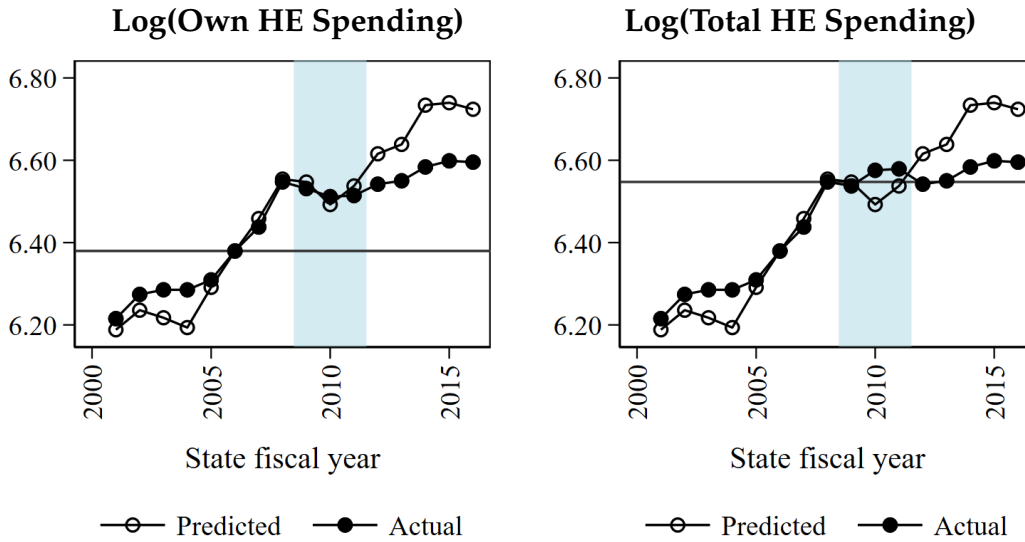 Log(Own HE Spending)
6.80
6.60
6.40
6.20
2000
2005
2010
2015
State fiscal year
Predicted
Actual
Log(Total HE Spending)
6.80
6.60
6.40
6.20
2000
2005
2010
2015
State fiscal year
Predicted
Actual